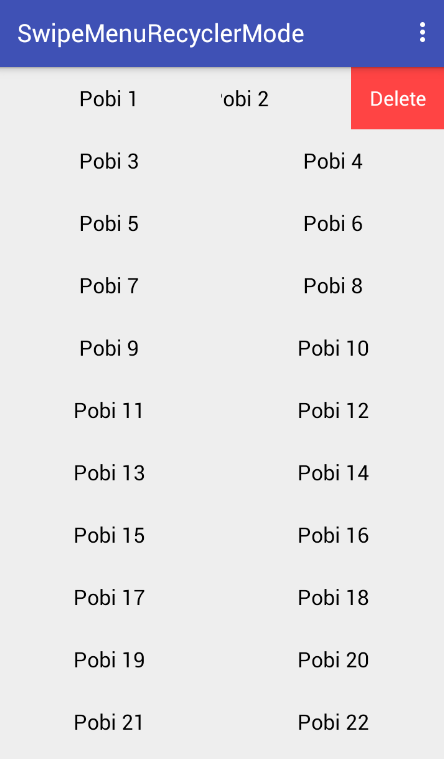 SwipeMenuRecyclerMode
Pobi 1 Pobi 2 Delete
Pobi 3 Pobi 4
Pobi 5 Pobi 6
Pobi 7 Pobi 8
Pobi 9 Pobi 10
Pobi 11 Pobi 12
Pobi 13 Pobi 14
Pobi 15 Pobi 16
Pobi 17 Pobi 18
Pobi 19 Pobi 20
Pobi 21 Pobi 22